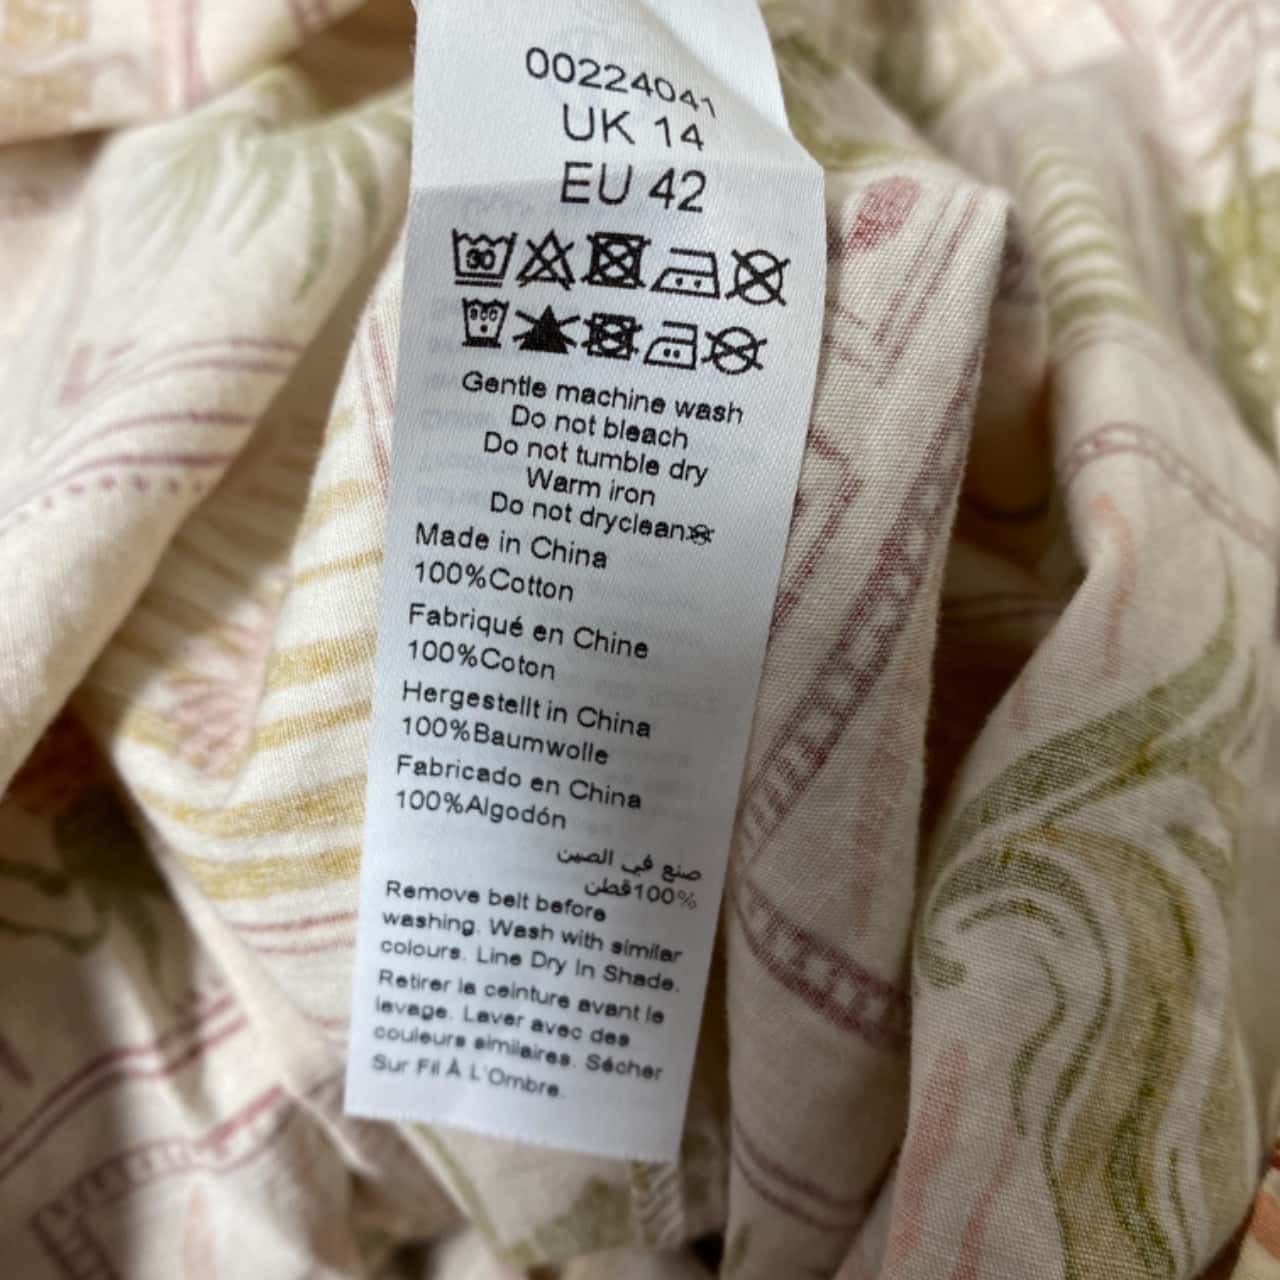 00224041
UK 14
EU 42
30
Gentle machine wash
Do not bleach
Do not tumble dry
Warm iron
Do not dryclean
Made in China
100%Cotton
Fabriqué en Chine
100%Coton
Hergestellt in China
100%Baumwolle
Fabricado en China
100%Algodón
صنع في الصين
100%قطن
Remove belt before
washing. Wash with similar
colours. Line Dry In Shade.
Retirer la ceinture avant le
lavage. Laver avec des
couleurs similaires. Sécher
Sur Fil À L'Ombre.